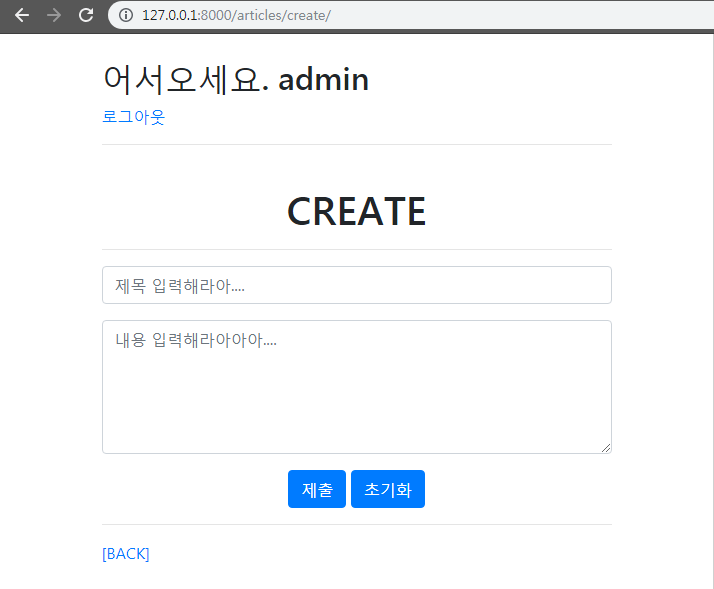 127.0.0.1:8000/articles/create/
어서오세요. admin
로그아웃
CREATE
제목 입력해라아....
내용 입력해라아아아....
제출 초기화
[BACK]